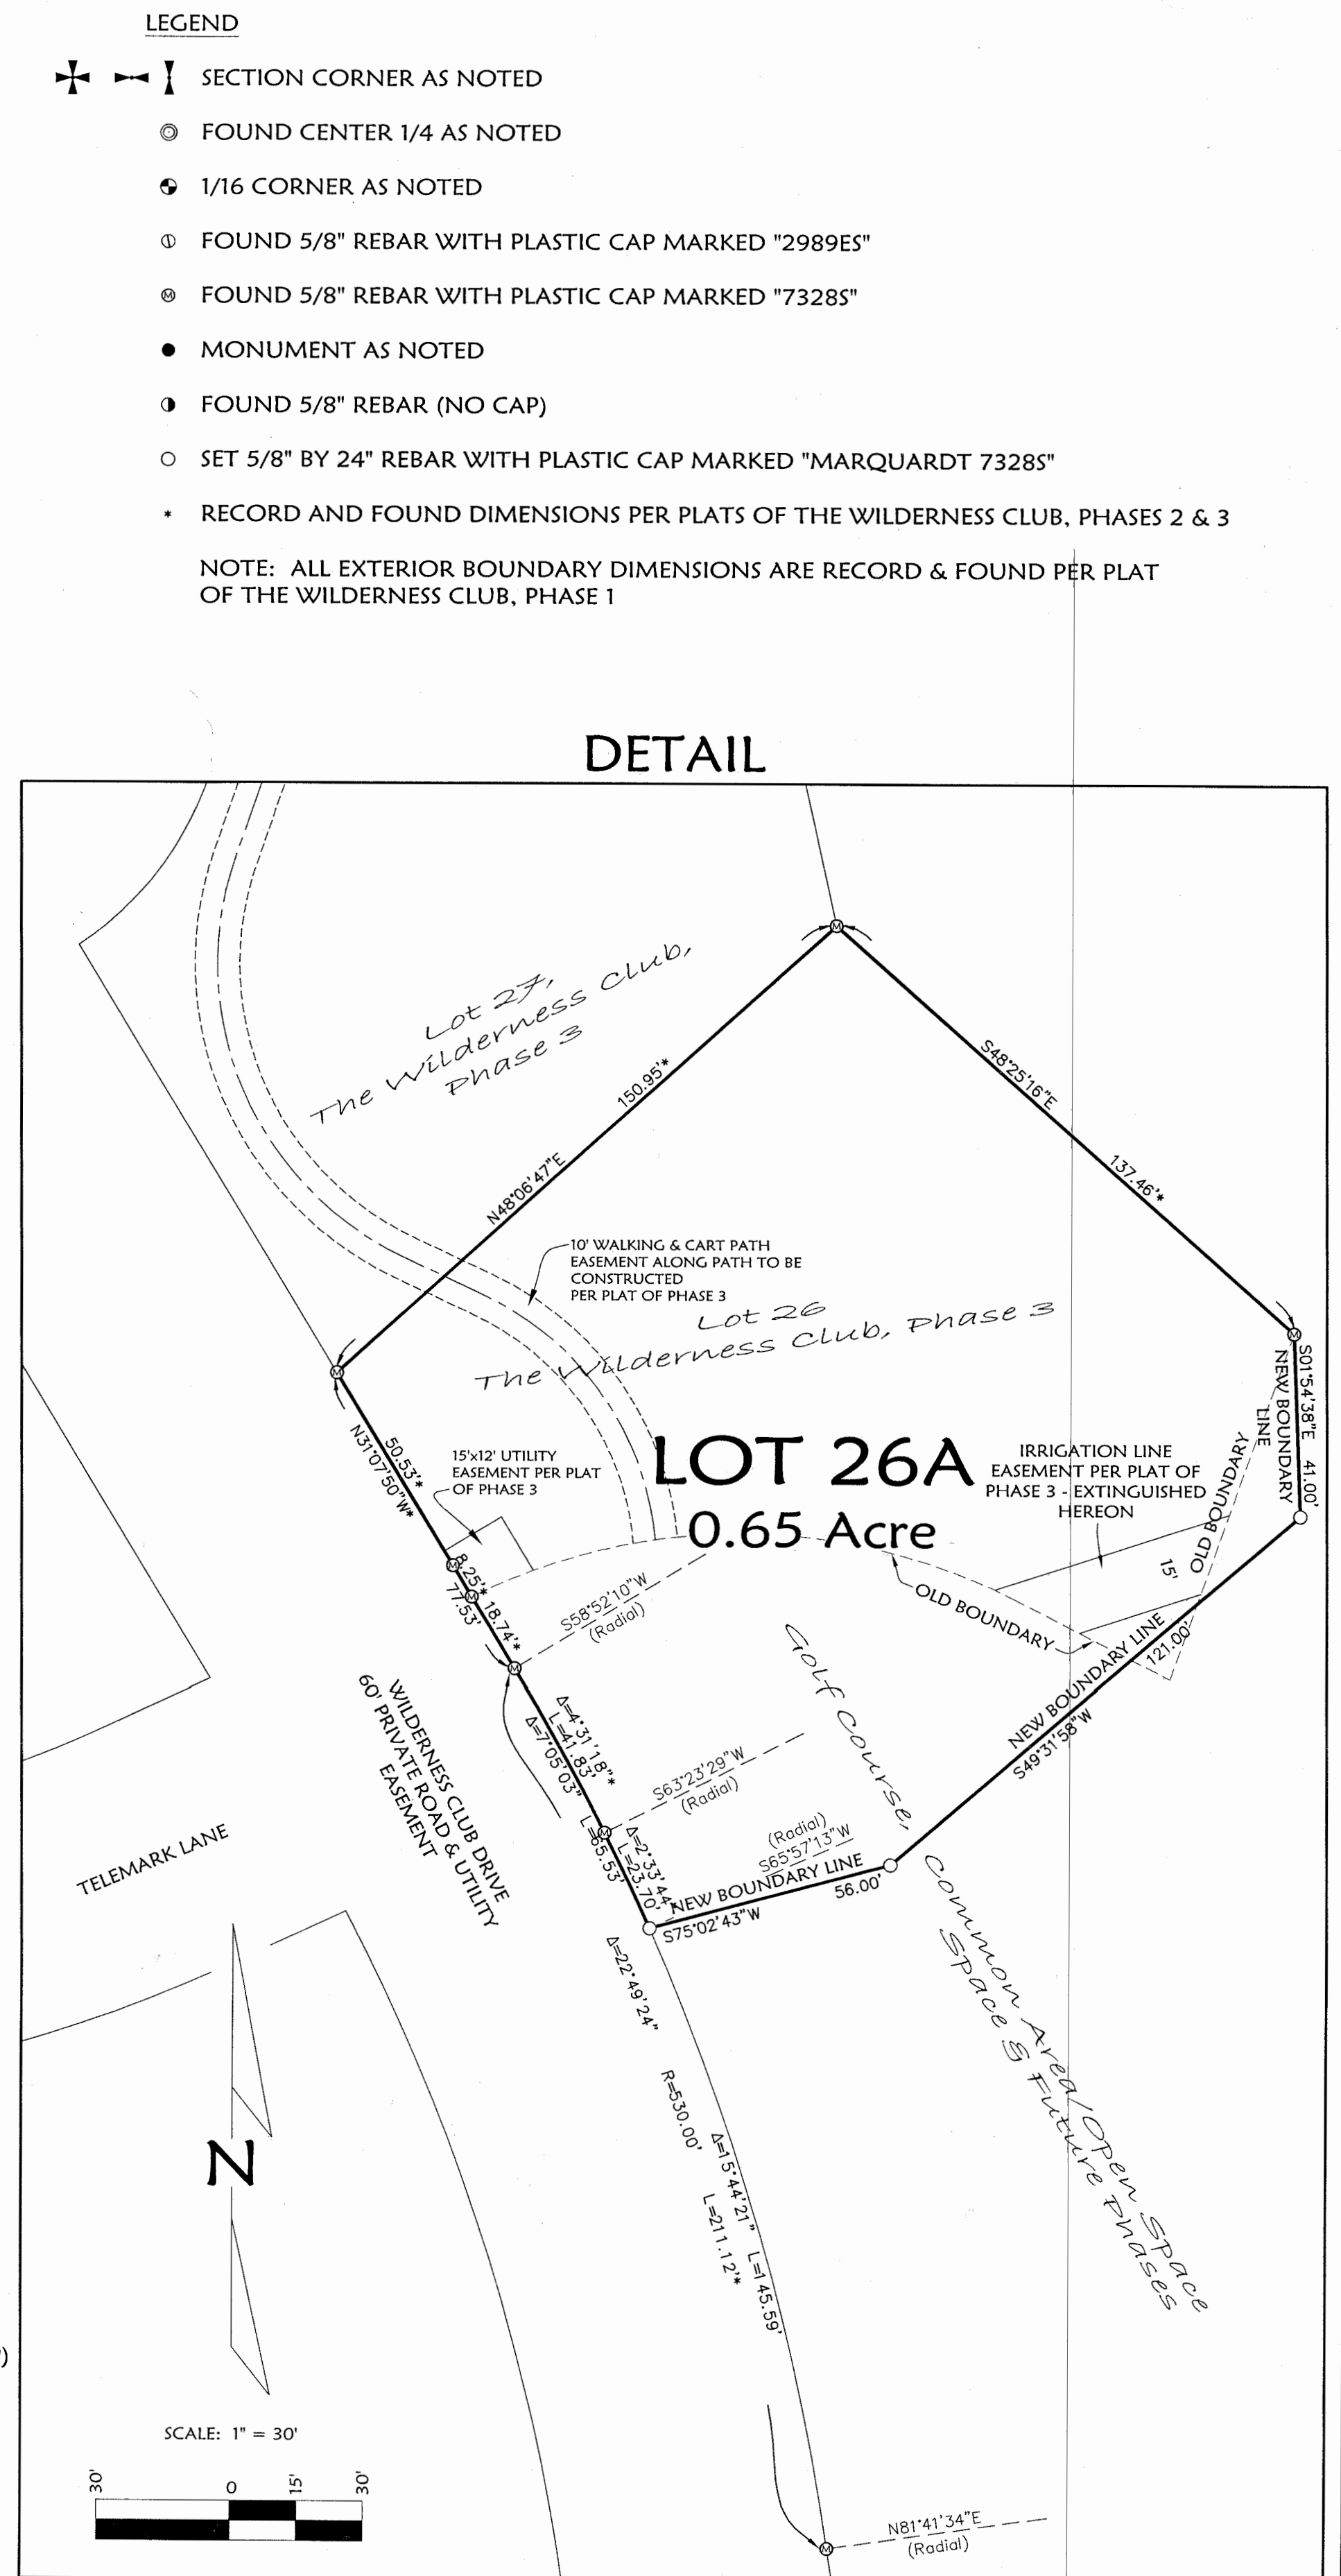 LEGEND
SECTION CORNER AS NOTED
FOUND CENTER 1/4 AS NOTED
1/16 CORNER AS NOTED
FOUND 5/8" REBAR WITH PLASTIC CAP MARKED "2989ES"
FOUND 5/8" REBAR WITH PLASTIC CAP MARKED "7328S"
MONUMENT AS NOTED
FOUND 5/8" REBAR (NO CAP)
SET 5/8" BY 24" REBAR WITH PLASTIC CAP MARKED "MARQUARDT 7328S"
* RECORD AND FOUND DIMENSIONS PER PLATS OF THE WILDERNESS CLUB, PHASES 2 & 3
NOTE: ALL EXTERIOR BOUNDARY DIMENSIONS ARE RECORD & FOUND PER PLAT
OF THE WILDERNESS CLUB, PHASE 1
DETAIL
M
Lot 27,
The Wilderness Club,
Phase 3
150.95'*
N48°06'47"E
S48°25'16"E
137.46'*
10' WALKING & CART PATH
EASEMENT ALONG PATH TO BE
CONSTRUCTED
PER PLAT OF PHASE 3
Lot 26
The Wilderness Club, Phase 3
M
M
S01°54'38"E 41.00'
NEW BOUNDARY
LINE
50.53'*
N31°07'50"W*
15'x12' UTILITY
EASEMENT PER PLAT
OF PHASE 3
LOT 26A
0.65 Acre
IRRIGATION LINE
EASEMENT PER PLAT OF
PHASE 3 - EXTINGUISHED
HEREON
OLD BOUNDARY
15'
OLD BOUNDARY
M
8.25'*
M
77.53'
18.74'*
M
S58°52'10"W
(Radial)
NEW BOUNDARY LINE
121.00'
S49°31'58"W
Golf Course,
Common Area/Open Space
Space & Future Phases
WILDERNESS CLUB DRIVE
60' PRIVATE ROAD & UTILITY
EASEMENT
Δ=4°31'18"*
L=41.83'
Δ=7°05'03"
L=65.53'
M
S63°23'29"W
(Radial)
Δ=2°33'44"
L=23.70'
(Radial)
S65°57'13"W
NEW BOUNDARY LINE
56.00'
S75°02'43"W
TELEMARK LANE
Δ=22°49'24"
R=530.00'
Δ=15°44'21" L=145.59'
L=211.12'*
N
SCALE: 1" = 30'
30' 0 15' 30'
M
N81°41'34"E
(Radial)
')